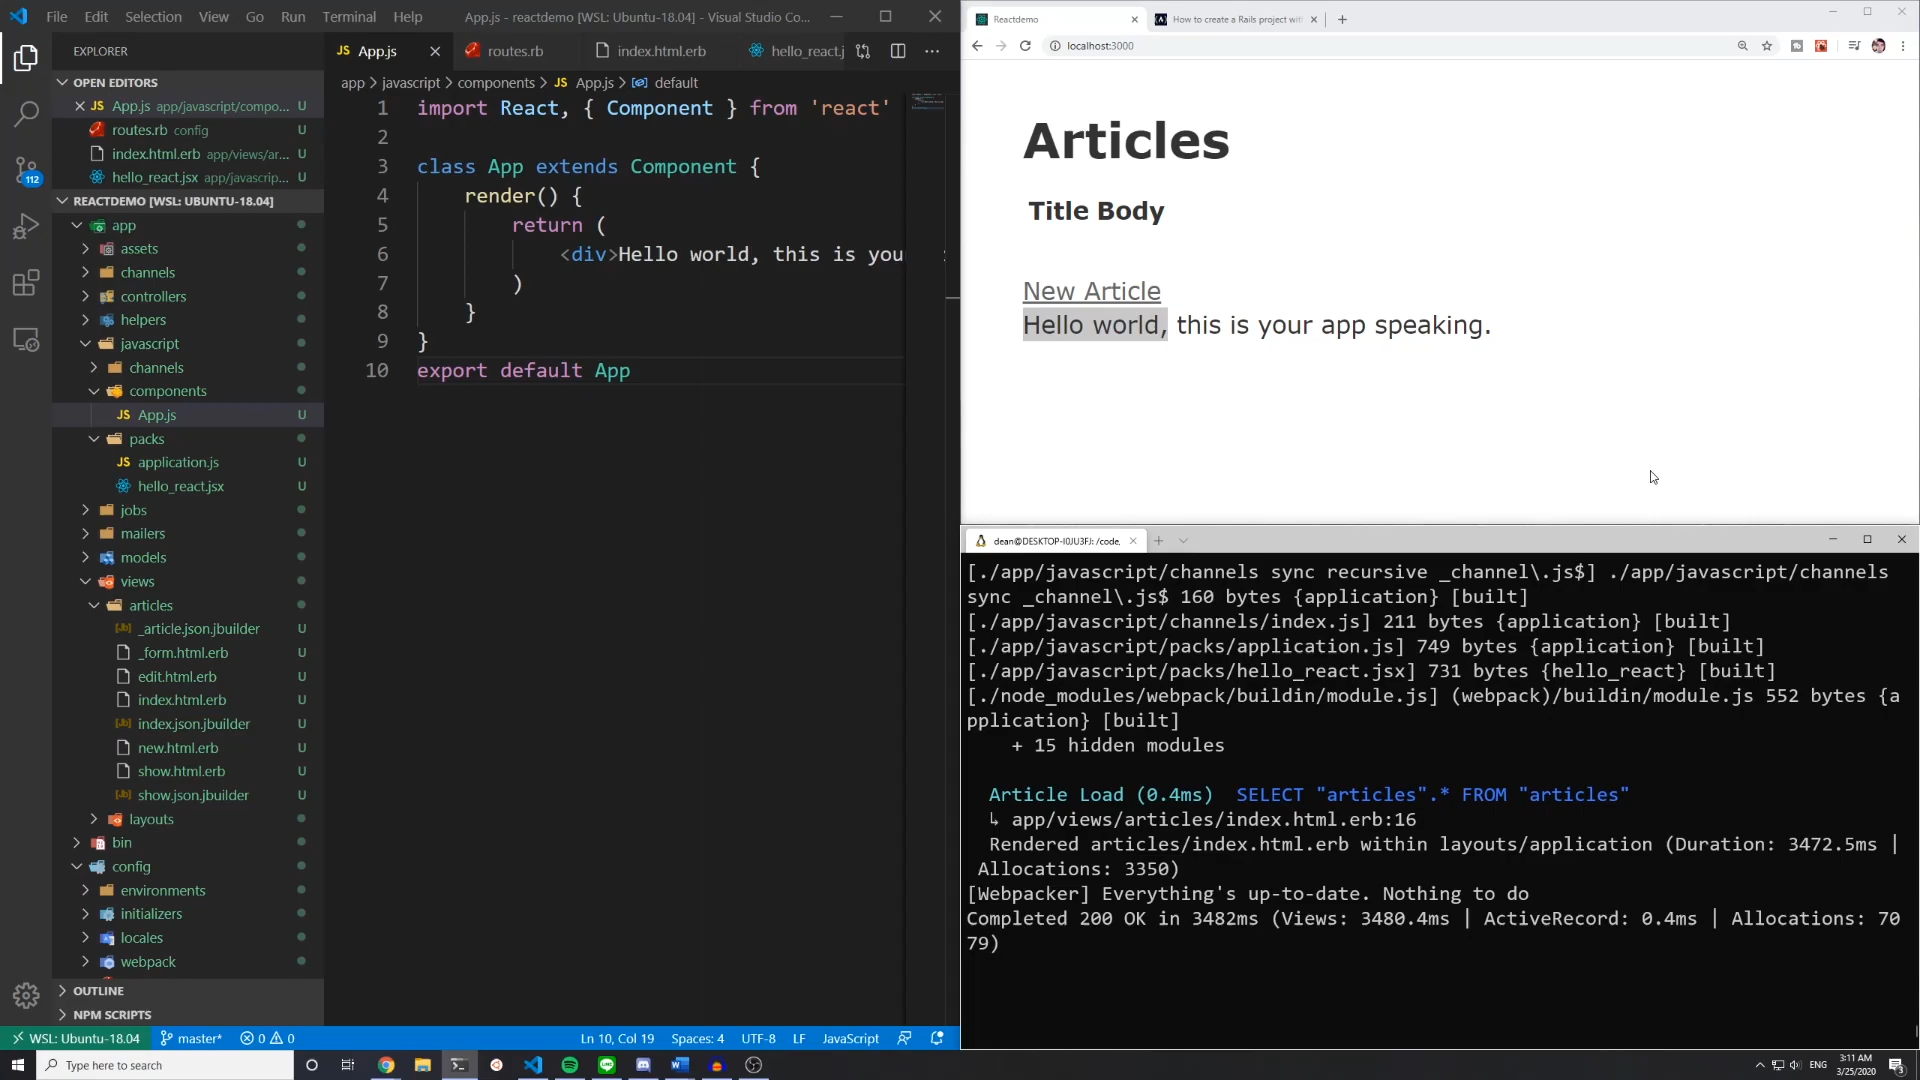 File Edit Selection View Go Run Terminal Help
App.js - reactdemo [WSL: Ubuntu-18.04] - Visual Studio Co...
EXPLORER
OPEN EDITORS
JS App.js app/javascript/compo... U
routes.rb config U
index.html.erb app/views/ar... U
hello_react.jsx app/javascrip... U
112
REACTDEMO [WSL: UBUNTU-18.04]
app
assets
channels
controllers
helpers
javascript
channels
components
JS App.js U
packs
JS application.js U
hello_react.jsx U
jobs
mailers
models
views
articles
_article.json.jbuilder U
_form.html.erb U
edit.html.erb U
index.html.erb U
index.json.jbuilder U
new.html.erb U
show.html.erb U
show.json.jbuilder U
layouts
bin
config
environments
initializers
locales
webpack
OUTLINE
NPM SCRIPTS
JS App.js routes.rb index.html.erb hello_react.j
app > javascript > components > JS App.js > default
1 import React, { Component } from 'react'
2
3 class App extends Component {
4 render() {
5 return (
6 <div>Hello world, this is you
7 )
8 }
9 }
10 export default App
WSL: Ubuntu-18.04 master* 0 0 Ln 10, Col 19 Spaces: 4 UTF-8 LF JavaScript
Reactdemo
How to create a Rails project wit
localhost:3000
Articles
Title Body
New Article
Hello world, this is your app speaking.
dean@DESKTOP-I0JU3FJ: /code,
[./app/javascript/channels sync recursive _channel\.js$] ./app/javascript/channels
sync _channel\.js$ 160 bytes {application} [built]
[./app/javascript/channels/index.js] 211 bytes {application} [built]
[./app/javascript/packs/application.js] 749 bytes {application} [built]
[./app/javascript/packs/hello_react.jsx] 731 bytes {hello_react} [built]
[./node_modules/webpack/buildin/module.js] (webpack)/buildin/module.js 552 bytes {a
pplication} [built]
+ 15 hidden modules
Article Load (0.4ms) SELECT "articles".* FROM "articles"
↳ app/views/articles/index.html.erb:16
Rendered articles/index.html.erb within layouts/application (Duration: 3472.5ms |
Allocations: 3350)
[Webpacker] Everything's up-to-date. Nothing to do
Completed 200 OK in 3482ms (Views: 3480.4ms | ActiveRecord: 0.4ms | Allocations: 70
79)
Type here to search
ENG
3:11 AM
3/25/2020
3